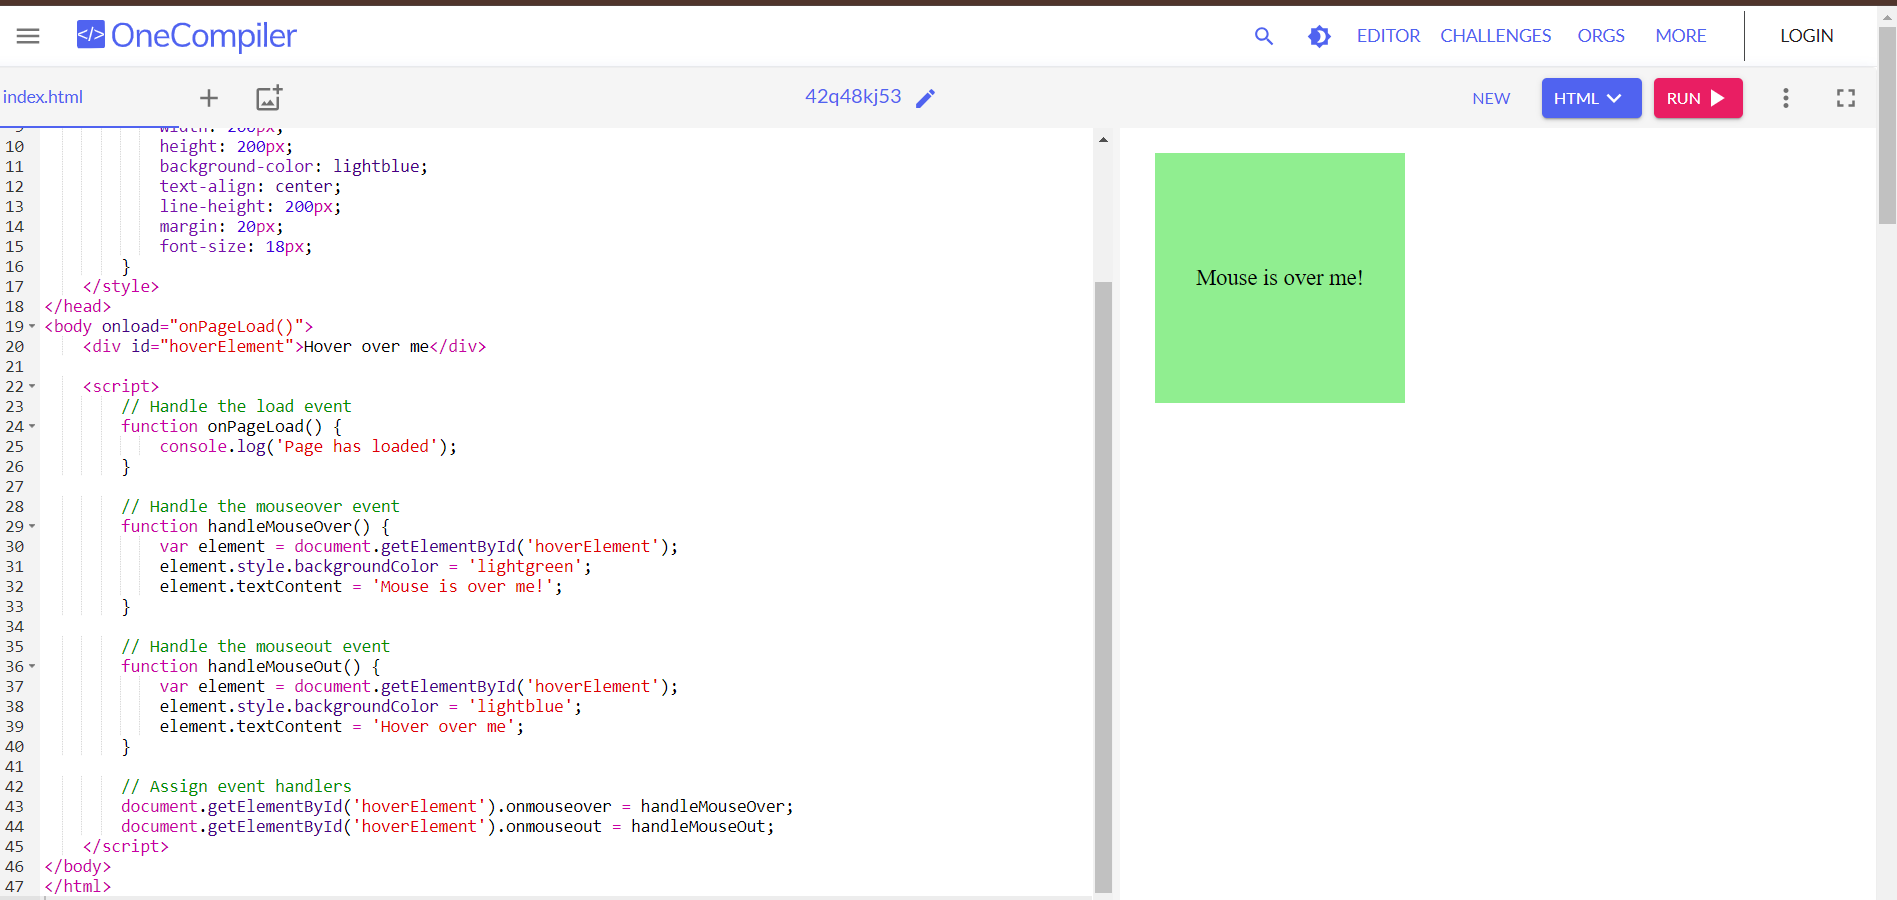 </> OneCompiler
EDITOR CHALLENGES ORGS MORE LOGIN
index.html
42q48kj53
NEW HTML RUN
9 width: 200px;
10 height: 200px;
11 background-color: lightblue;
12 text-align: center;
13 line-height: 200px;
14 margin: 20px;
15 font-size: 18px;
16 }
17 </style>
18 </head>
19 <body onload="onPageLoad()">
20 <div id="hoverElement">Hover over me</div>
21
22 <script>
23 // Handle the load event
24 function onPageLoad() {
25 console.log('Page has loaded');
26 }
27
28 // Handle the mouseover event
29 function handleMouseOver() {
30 var element = document.getElementById('hoverElement');
31 element.style.backgroundColor = 'lightgreen';
32 element.textContent = 'Mouse is over me!';
33 }
34
35 // Handle the mouseout event
36 function handleMouseOut() {
37 var element = document.getElementById('hoverElement');
38 element.style.backgroundColor = 'lightblue';
39 element.textContent = 'Hover over me';
40 }
41
42 // Assign event handlers
43 document.getElementById('hoverElement').onmouseover = handleMouseOver;
44 document.getElementById('hoverElement').onmouseout = handleMouseOut;
45 </script>
46 </body>
47 </html>
Mouse is over me!